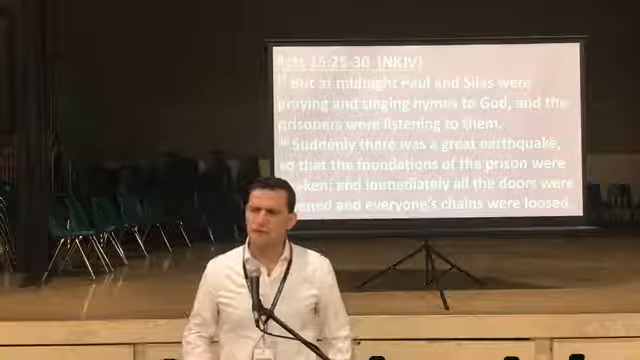 Acts 16:25-30 (NKJV)
But at midnight Paul and Silas were
praying and singing hymns to God, and the
prisoners were listening to them.
Suddenly there was a great earthquake,
so that the foundations of the prison were
shaken; and immediately all the doors were
opened and everyone's chains were loosed.